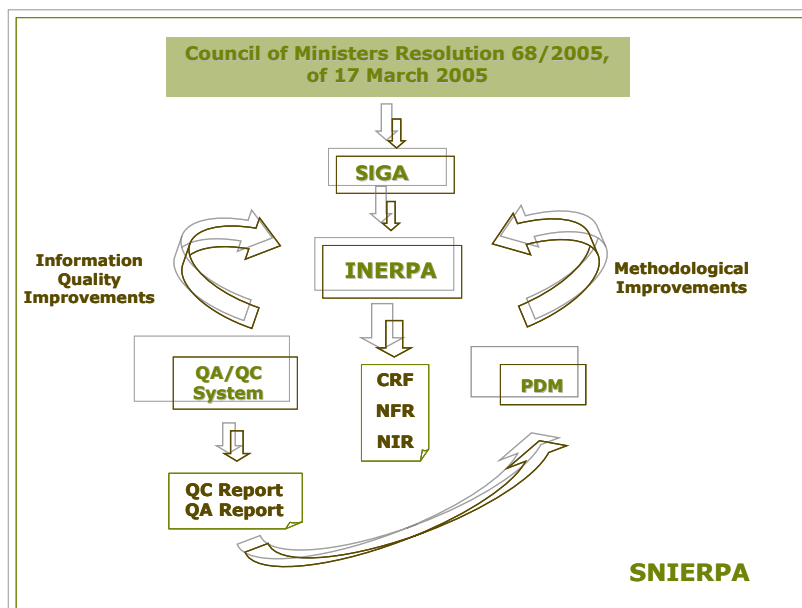 Council of Ministers Resolution 68/2005,
of 17 March 2005
SIGA
INERPA
Information
Quality
Improvements
Methodological
Improvements
QA/QC
System
CRF
NFR
NIR
PDM
QC Report
QA Report
SNIERPA